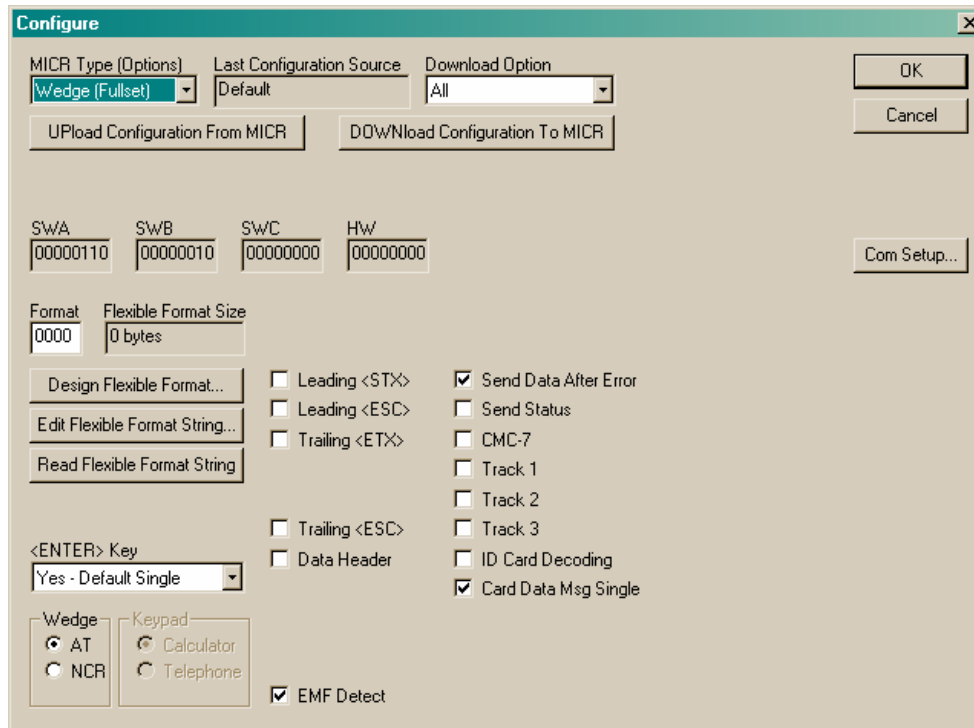 Configure
MICR Type (Options) Last Configuration Source Download Option
Wedge (Fullset) Default All
OK
UPload Configuration From MICR DOWNload Configuration To MICR
Cancel
SWA SWB SWC HW
00000110 00000010 00000000 00000000
Com Setup...
Format Flexible Format Size
0000 0 bytes
Design Flexible Format... Leading <STX> Send Data After Error
Leading <ESC> Send Status
Edit Flexible Format String... Trailing <ETX> CMC-7
Read Flexible Format String Track 1
Track 2
Trailing <ESC> Track 3
<ENTER> Key Data Header ID Card Decoding
Yes - Default Single Card Data Msg Single
Wedge Keypad
AT Calculator
NCR Telephone
EMF Detect